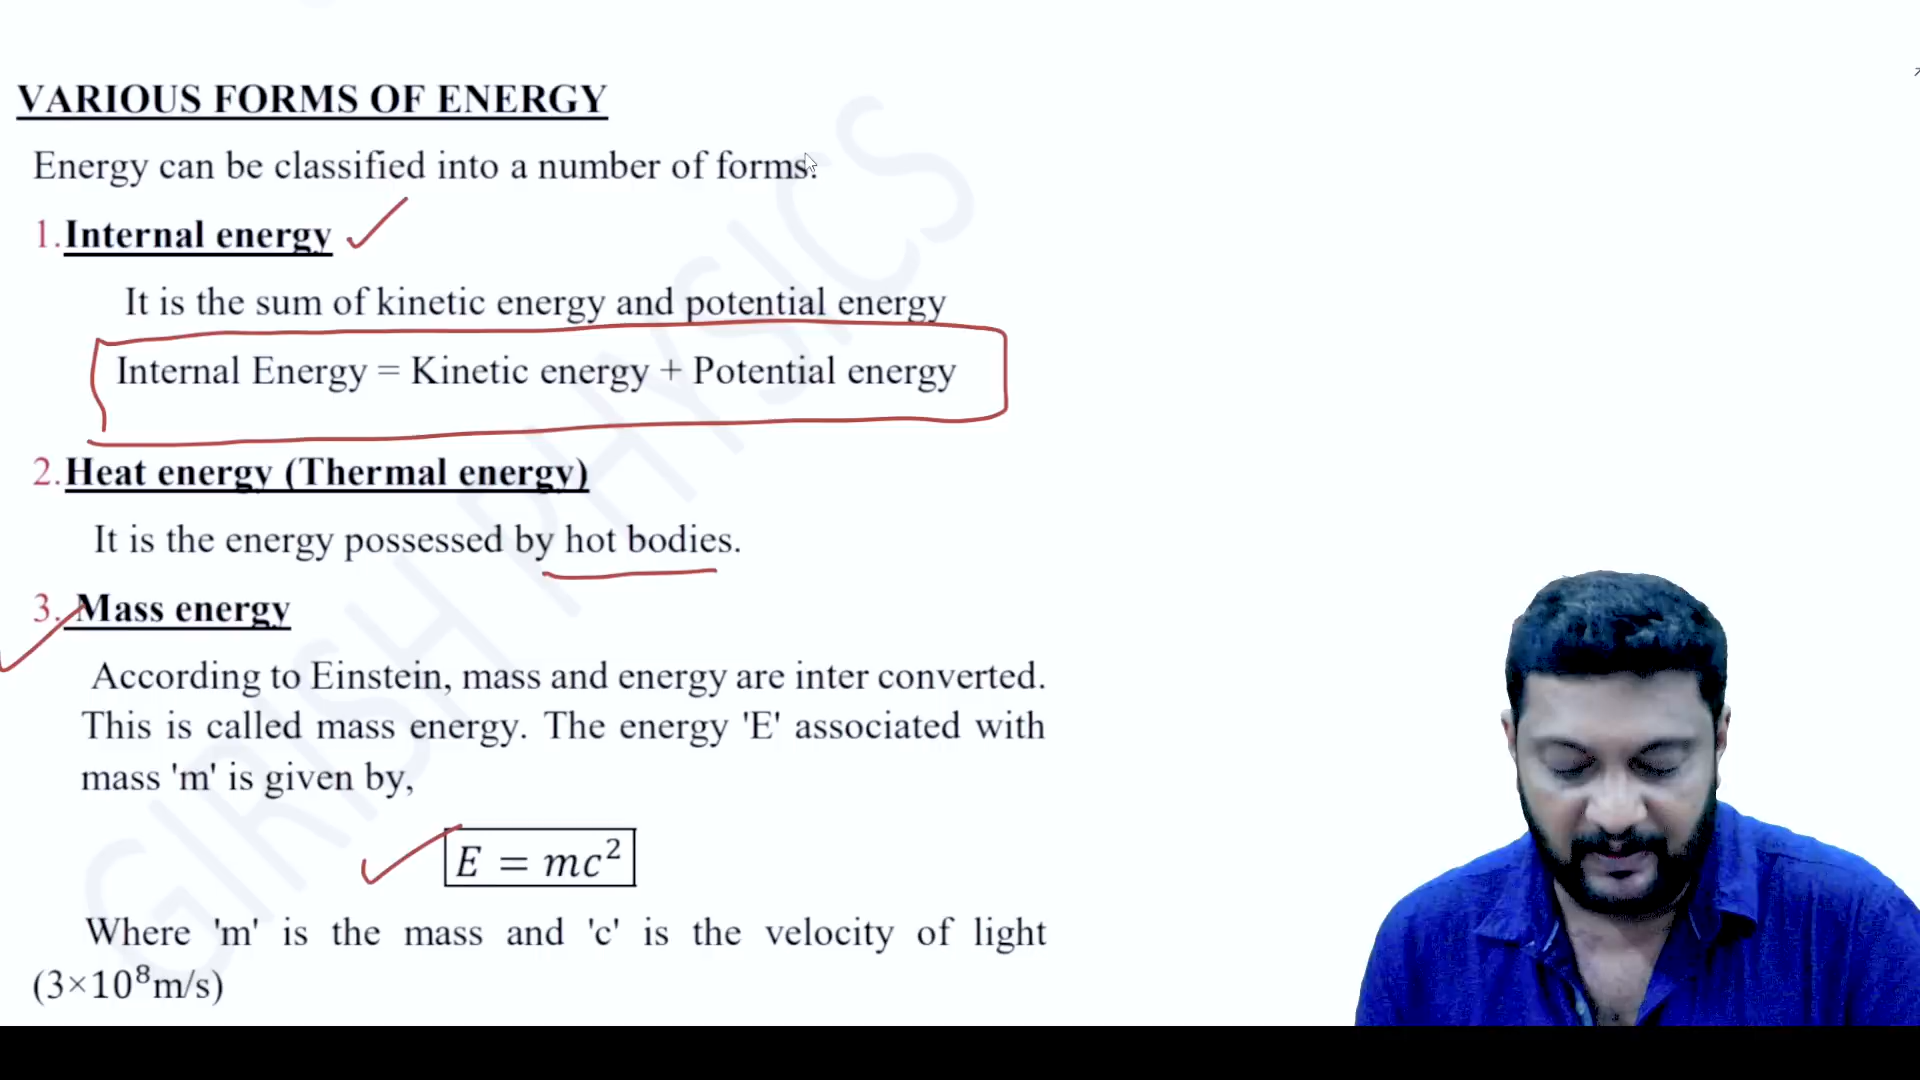 VARIOUS FORMS OF ENERGY
Energy can be classified into a number of forms:
1.Internal energy
It is the sum of kinetic energy and potential energy
Internal Energy = Kinetic energy + Potential energy
2.Heat energy (Thermal energy)
It is the energy possessed by hot bodies.
3. Mass energy
According to Einstein, mass and energy are inter converted.
This is called mass energy. The energy 'E' associated with
mass 'm' is given by,
E = mc²
Where 'm' is the mass and 'c' is the velocity of light
(3×10⁸m/s)
GIRISH PHYSICS